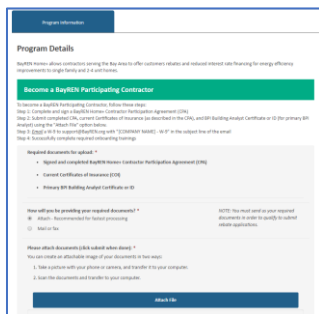 Program Information
Program Details
BayREN Home+ allows contractors serving the Bay Area to offer customers rebates and reduced interest rate financing for energy efficiency
improvements to single family and 2-4 unit homes.
Become a BayREN Participating Contractor
To become a BayREN Participating Contractor, follow these steps:
Step 1: Complete and sign a BayREN Home+ Contractor Participation Agreement (CPA)
Step 2: Submit completed CPA, current Certificates of Insurance (as described in the CPA), and BPI Building Analyst Certificate or ID (for primary BPI
Analyst) using the "Attach File" option below.
Step 3: Email a W-9 to support@BayREN.org with "[COMPANY NAME] - W-9" in the subject line of the email
Step 4: Successfully complete required onboarding trainings
Required documents for upload: *
• Signed and completed BayREN Home+ Contractor Participation Agreement (CPA)
• Current Certificates of Insurance (COI)
• Primary BPI Building Analyst Certificate or ID
How will you be providing your required documents? *
Attach - Recommended for fastest processing
Mail or fax
NOTE: You must send us your required
documents in order to qualify to submit
rebate applications.
Please attach documents (click submit when done): *
You can create an attachable image of your documents in two ways:
1. Take a picture with your phone or camera, and transfer it to your computer.
2. Scan the documents and transfer to your computer.
Attach File